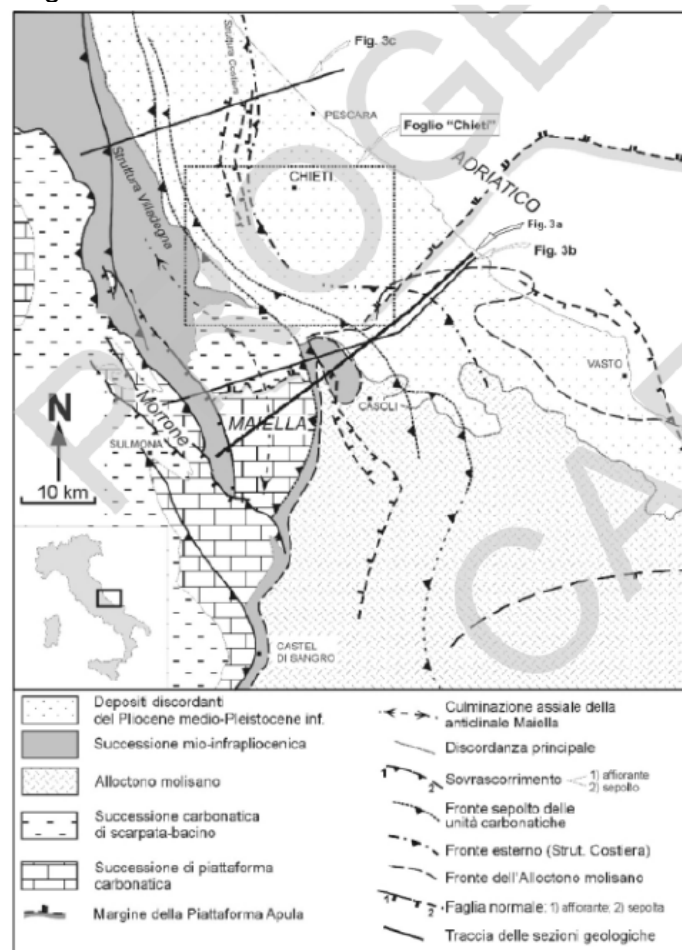 Fig. 3c
Struttura Costiera
PESCARA
Foglio "Chieti"
ADRIATICO
CHIETI
Struttura Villadegna
Fig. 3a
Fig. 3b
VASTO
Morrone
MAIELLA
CASOLI
N
SULMONA
10 km
CASTEL
DI SANGRO
Depositi discordanti
del Pliocene medio-Pleistocene inf.
Successione mio-infrapliocenica
Alloctono molisano
Successione carbonatica
di scarpata-bacino
Successione di piattaforma
carbonatica
Margine della Piattaforma Apula
Culminazione assiale della
anticlinale Maiella
Discordanza principale
1 2 Sovrascorrimento 1) affiorante
2) sepolto
Fronte sepolto delle
unità carbonatiche
Fronte esterno (Strut. Costiera)
Fronte dell'Alloctono molisano
1 2 Faglia normale: 1) affiorante; 2) sepolta
Traccia delle sezioni geologiche